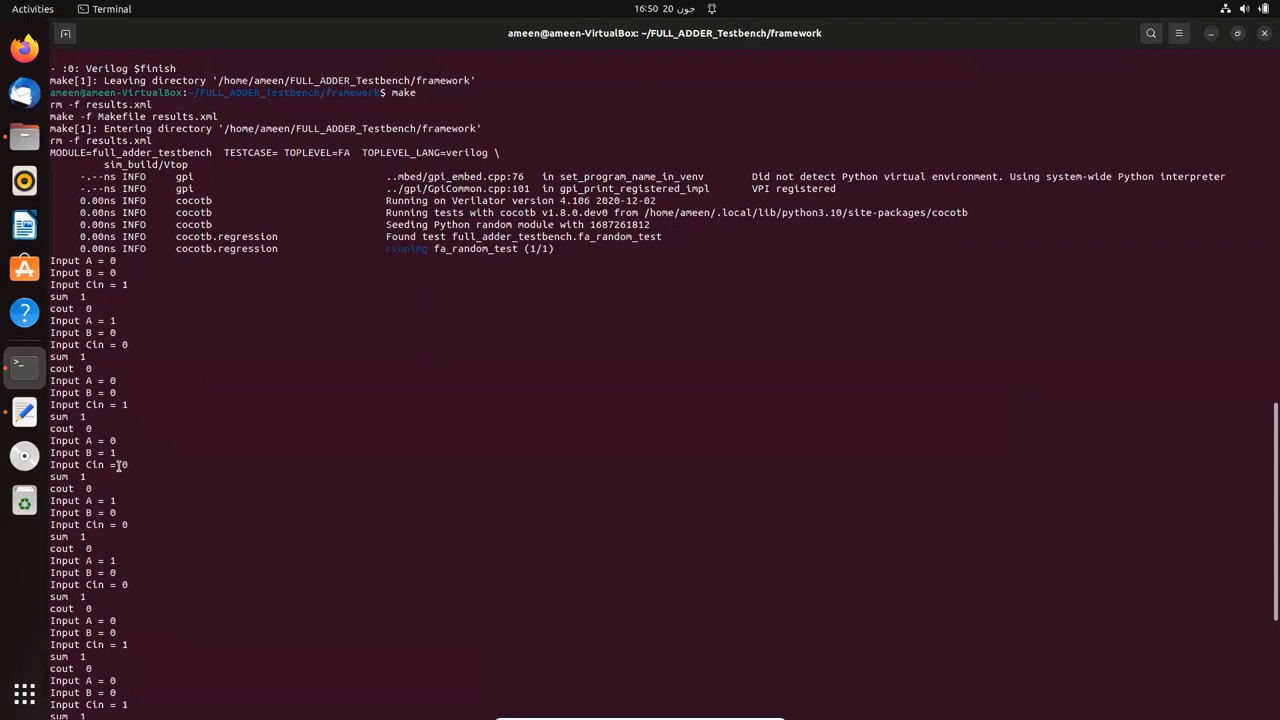 Activities
Terminal
16:50 20 جون
ameen@ameen-VirtualBox: ~/FULL_ADDER_Testbench/framework
- :0: Verilog $finish
make[1]: Leaving directory '/home/ameen/FULL_ADDER_Testbench/framework'
ameen@ameen-VirtualBox:~/FULL_ADDER_Testbench/framework$ make
rm -f results.xml
make -f Makefile results.xml
make[1]: Entering directory '/home/ameen/FULL_ADDER_Testbench/framework'
rm -f results.xml
MODULE=full_adder_testbench TESTCASE= TOPLEVEL=FA TOPLEVEL_LANG=verilog \
sim_build/Vtop
-.--ns INFO gpi ..mbed/gpi_embed.cpp:76 in set_program_name_in_venv Did not detect Python virtual environment. Using system-wide Python interpreter
-.--ns INFO gpi ../gpi/GpiCommon.cpp:101 in gpi_print_registered_impl VPI registered
0.00ns INFO cocotb Running on Verilator version 4.106 2020-12-02
0.00ns INFO cocotb Running tests with cocotb v1.8.0.dev0 from /home/ameen/.local/lib/python3.10/site-packages/cocotb
0.00ns INFO cocotb Seeding Python random module with 1687261812
0.00ns INFO cocotb.regression Found test full_adder_testbench.fa_random_test
0.00ns INFO cocotb.regression running fa_random_test (1/1)
Input A = 0
Input B = 0
Input Cin = 1
sum 1
cout 0
Input A = 1
Input B = 0
Input Cin = 0
sum 1
cout 0
Input A = 0
Input B = 0
Input Cin = 1
sum 1
cout 0
Input A = 0
Input B = 1
Input Cin = 0
sum 1
cout 0
Input A = 1
Input B = 0
Input Cin = 0
sum 1
cout 0
Input A = 1
Input B = 0
Input Cin = 0
sum 1
cout 0
Input A = 0
Input B = 0
Input Cin = 1
sum 1
cout 0
Input A = 0
Input B = 0
Input Cin = 1
sum 1